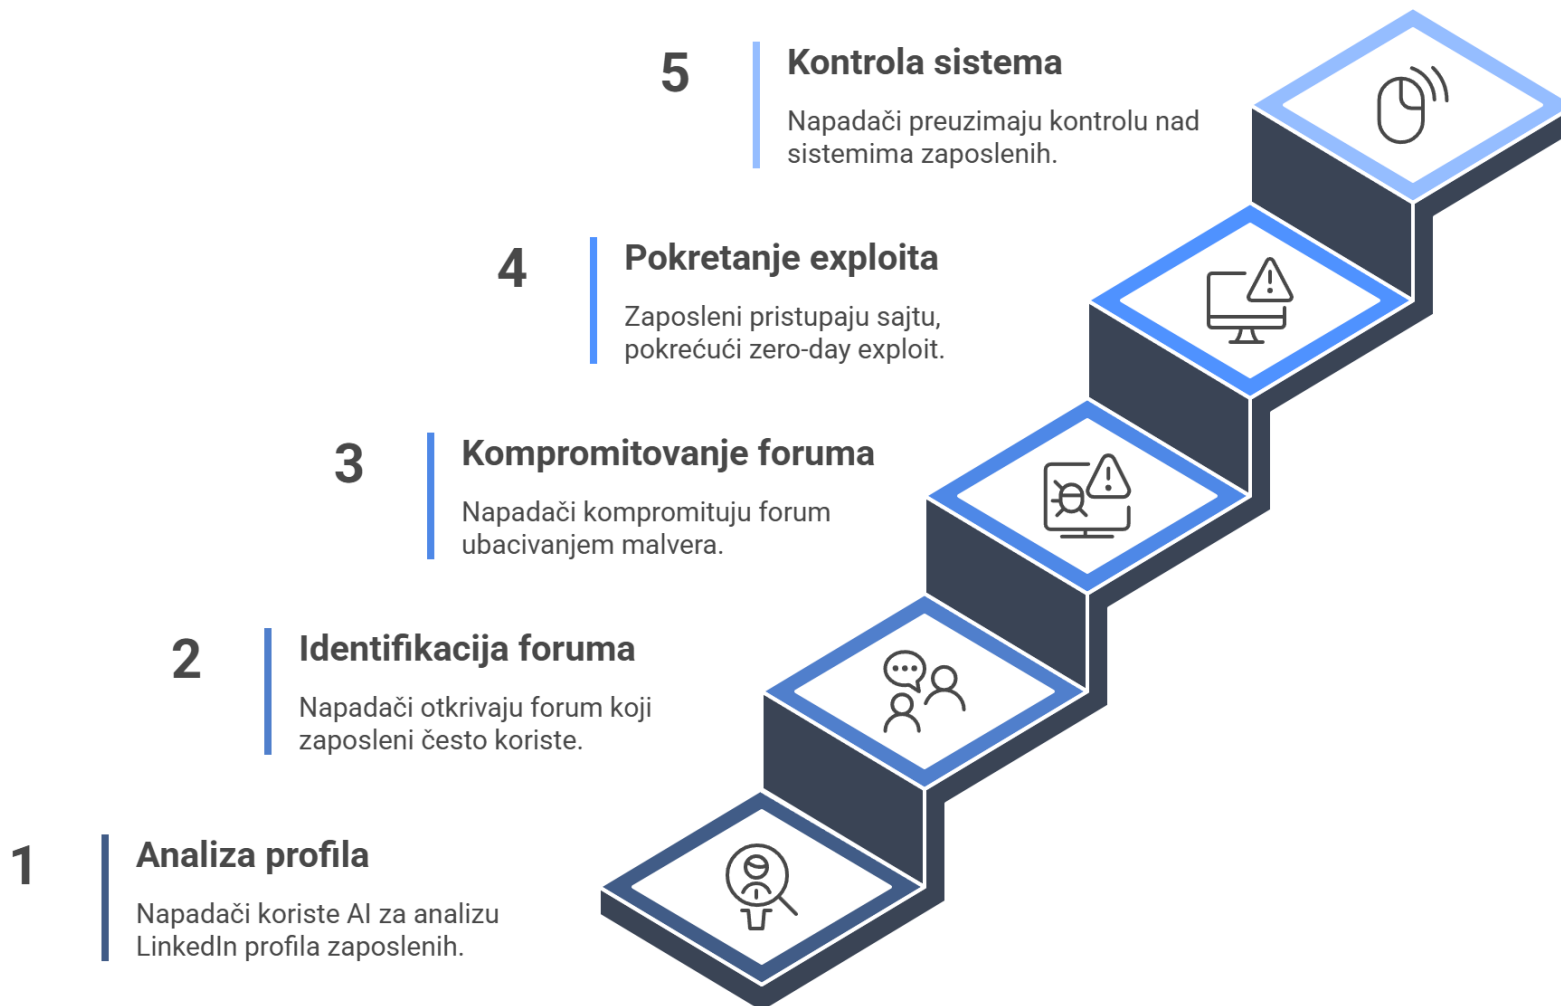 5
Kontrola sistema
Napadači preuzimaju kontrolu nad
sistemima zaposlenih.
4
Pokretanje exploita
Zaposleni pristupaju sajtu,
pokrećući zero-day exploit.
3
Kompromitovanje foruma
Napadači kompromituju forum
ubacivanjem malvera.
2
Identifikacija foruma
Napadači otkrivaju forum koji
zaposleni često koriste.
1
Analiza profila
Napadači koriste AI za analizu
LinkedIn profila zaposlenih.